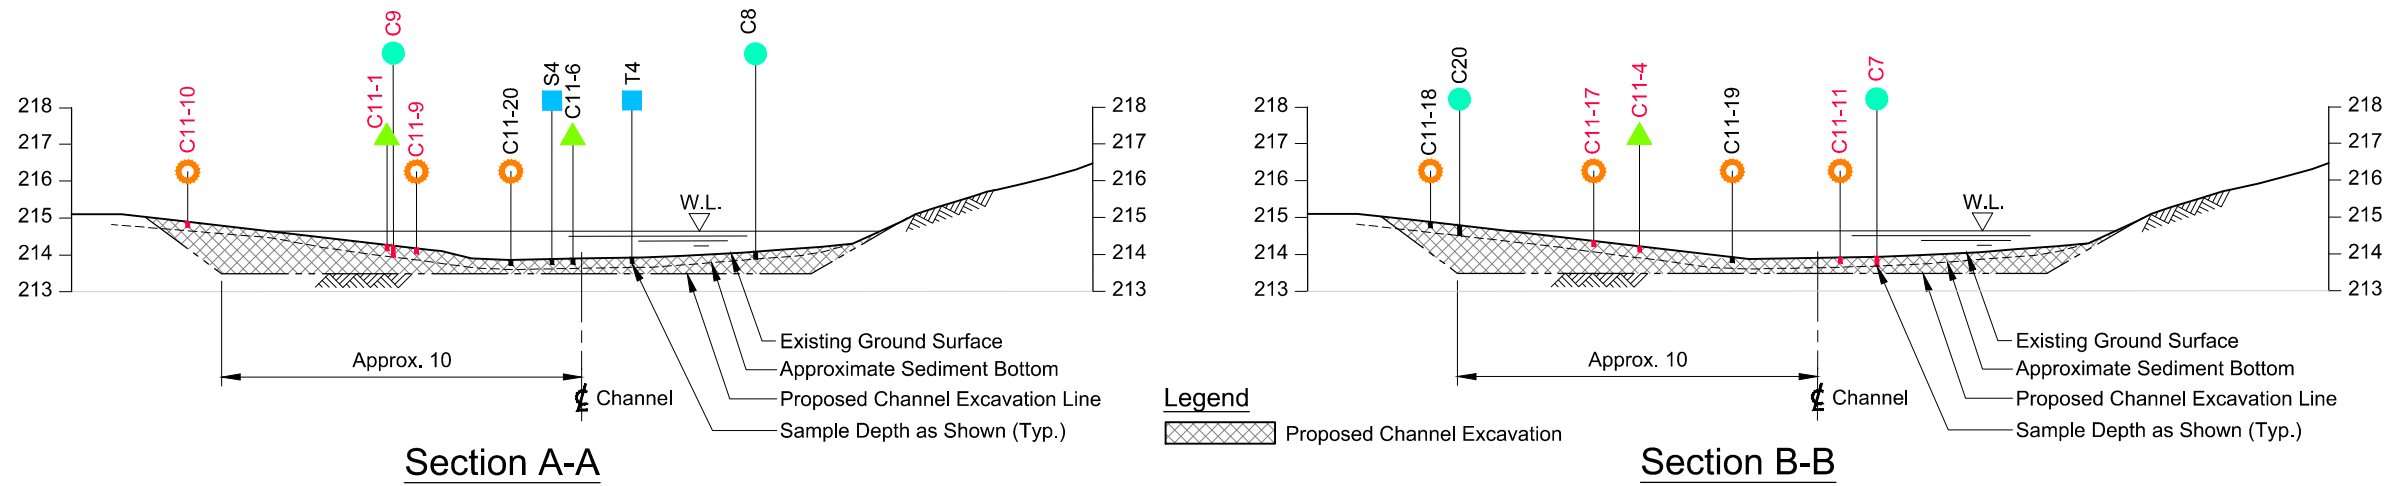 C9
C8
C11-10
C11-1
C11-9
C11-20
S4
C11-6
T4
218
217
216
215
214
213
218
217
216
215
214
213
W.L.
Existing Ground Surface
Approximate Sediment Bottom
Proposed Channel Excavation Line
Sample Depth as Shown (Typ.)
Approx. 10
℄ Channel
Section A-A
Legend
Proposed Channel Excavation
C11-18
C20
C11-17
C11-4
C11-19
C11-11
C7
218
217
216
215
214
213
218
217
216
215
214
213
W.L.
Existing Ground Surface
Approximate Sediment Bottom
Proposed Channel Excavation Line
Sample Depth as Shown (Typ.)
Approx. 10
℄ Channel
Section B-B